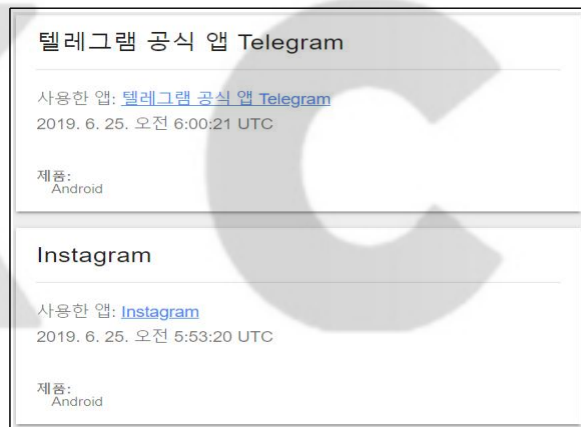 텔레그램 공식 앱 Telegram
사용한 앱: 텔레그램 공식 앱 Telegram
2019. 6. 25. 오전 6:00:21 UTC
제품:
Android
Instagram
사용한 앱: Instagram
2019. 6. 25. 오전 5:53:20 UTC
제품:
Android